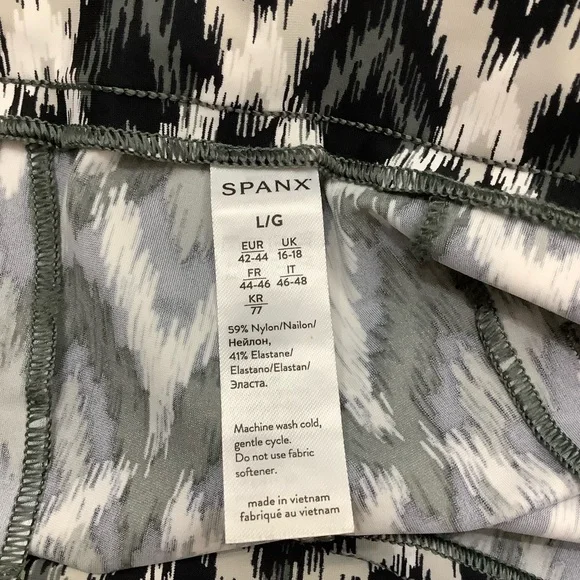 SPANX
L/G
EUR UK
42-44 16-18
FR IT
44-46 46-48
KR
77
59% Nylon/Nailon/
Нейлон,
41% Elastane/
Elastano/Elastan/
Эласта.
Machine wash cold,
gentle cycle.
Do not use fabric
softener.
made in vietnam
fabriqué au vietnam